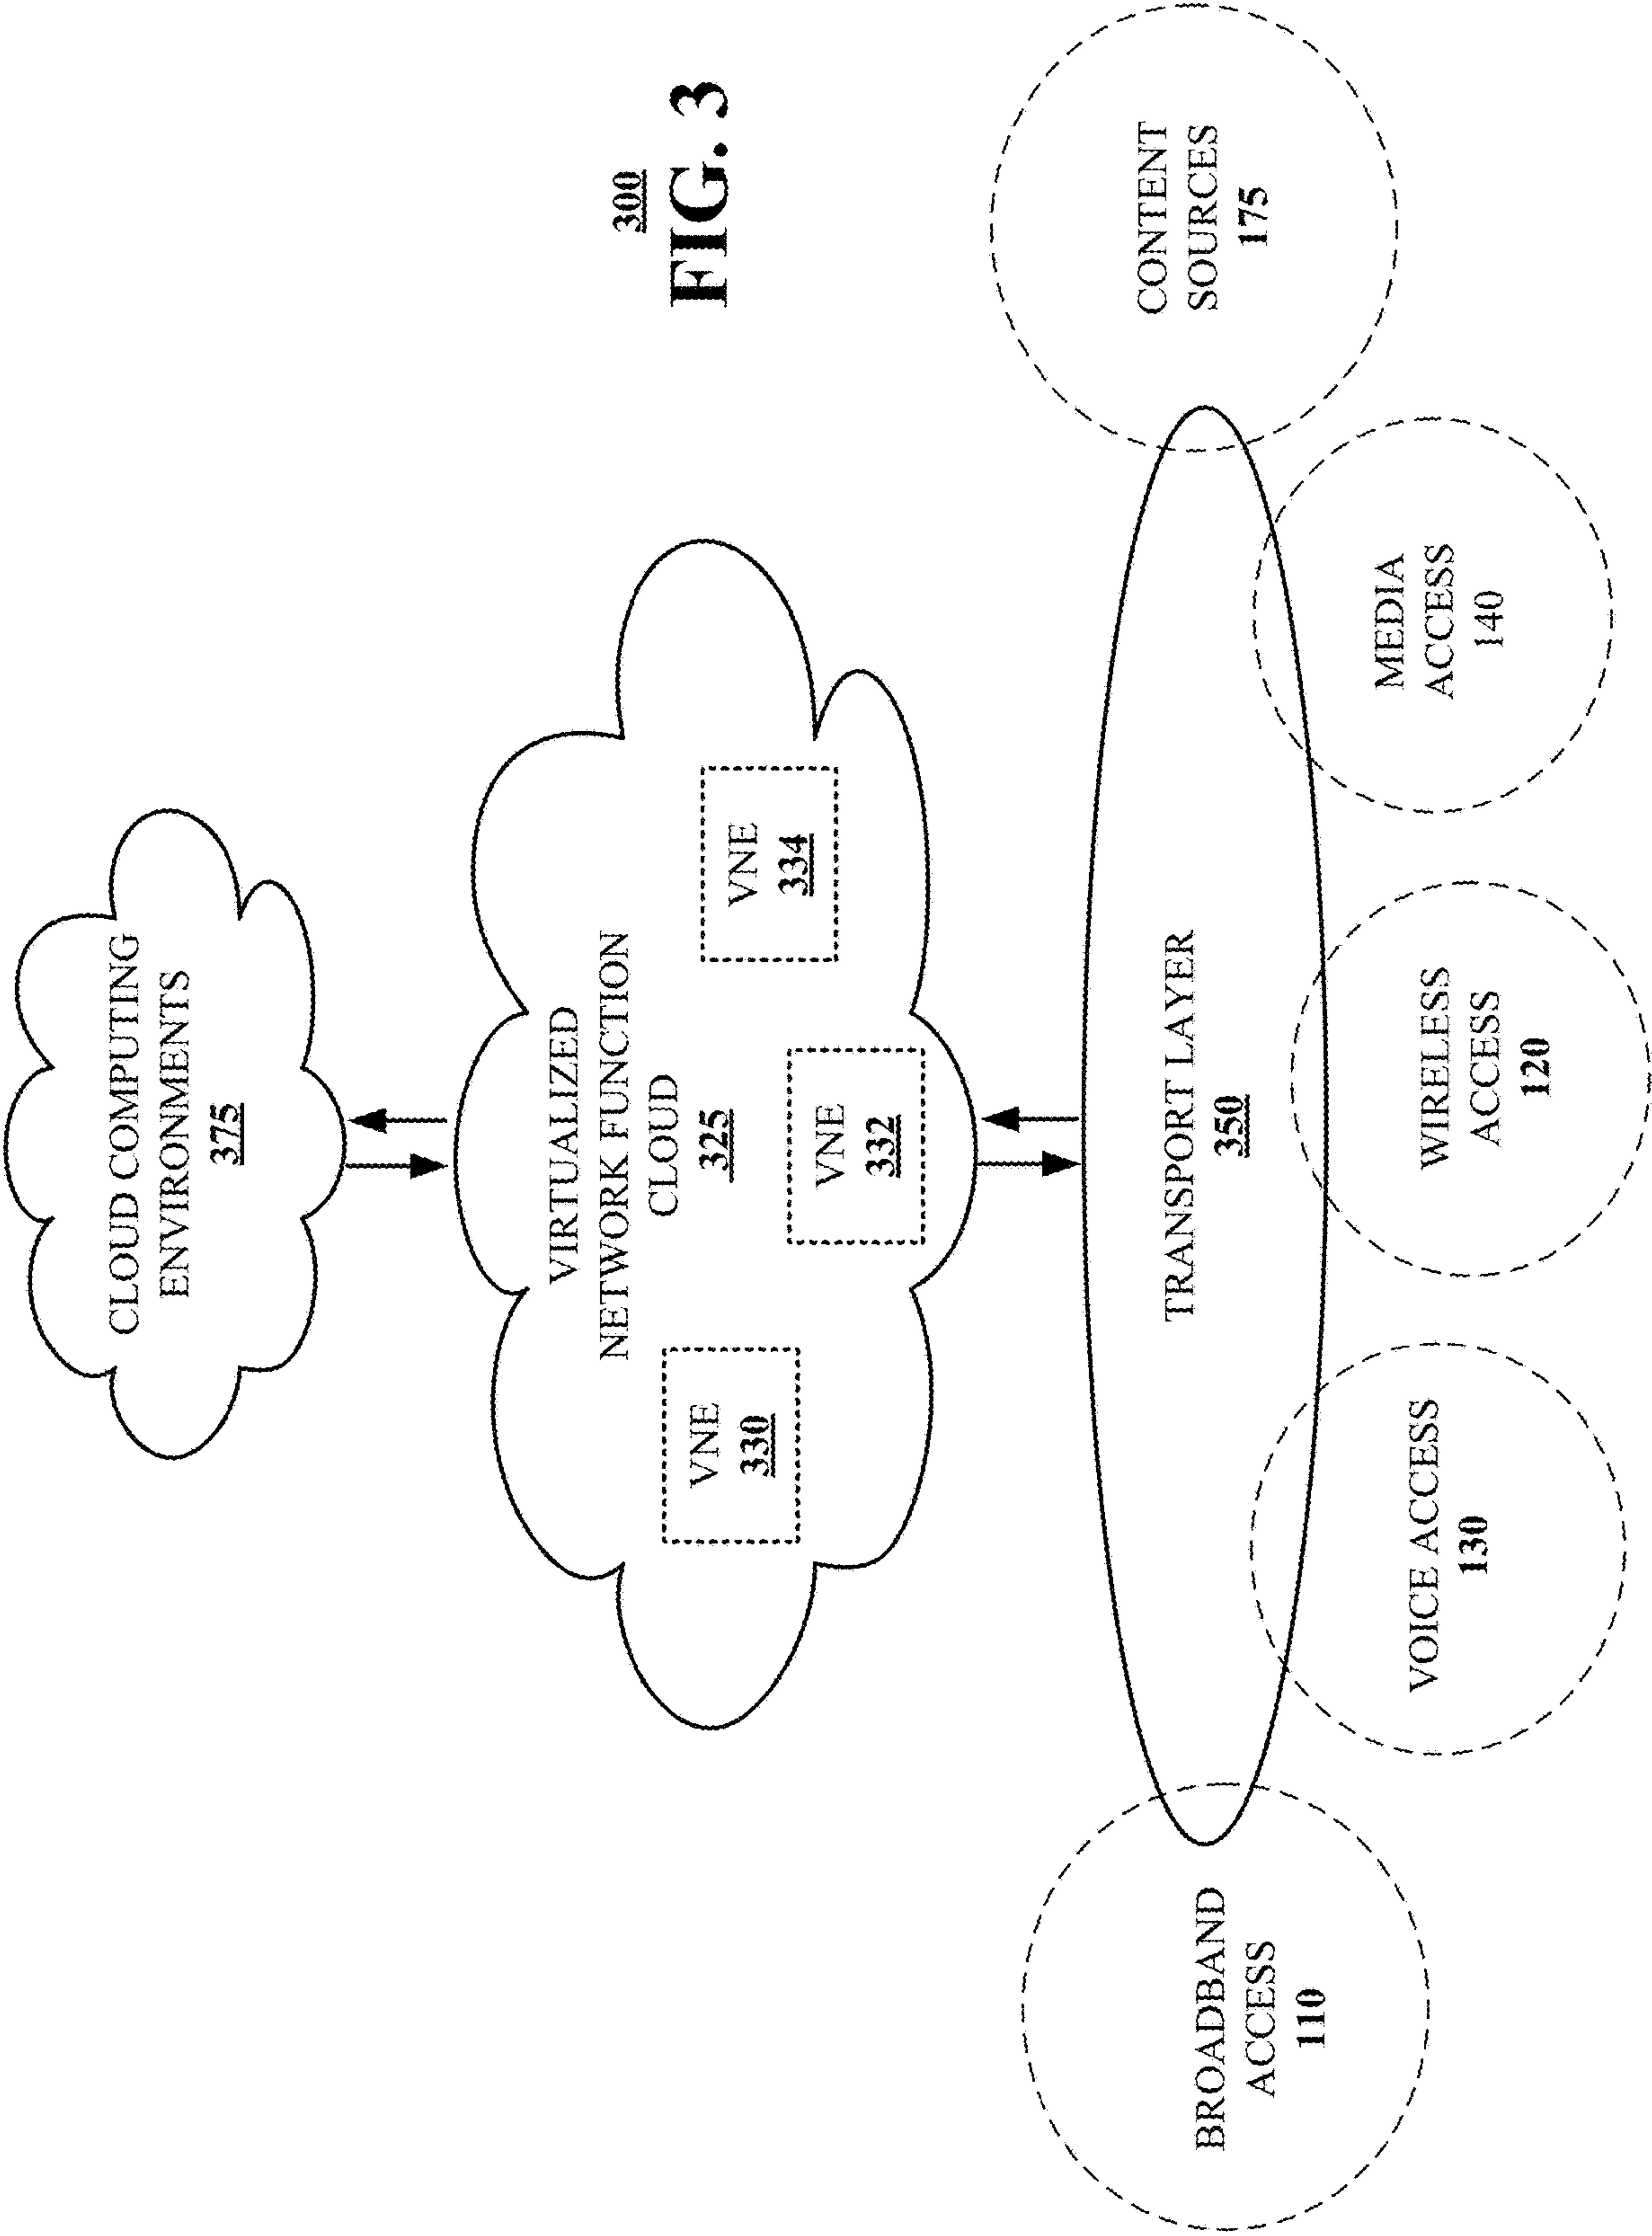 CLOUD COMPUTING
ENVIRONMENTS
375
VIRTUALIZED
NETWORK FUNCTION
CLOUD
325
VNE
330
VNE
332
VNE
334
300
FIG. 3
TRANSPORT LAYER
350
BROADBAND
ACCESS
110
VOICE ACCESS
130
WIRELESS
ACCESS
120
MEDIA
ACCESS
140
CONTENT
SOURCES
175